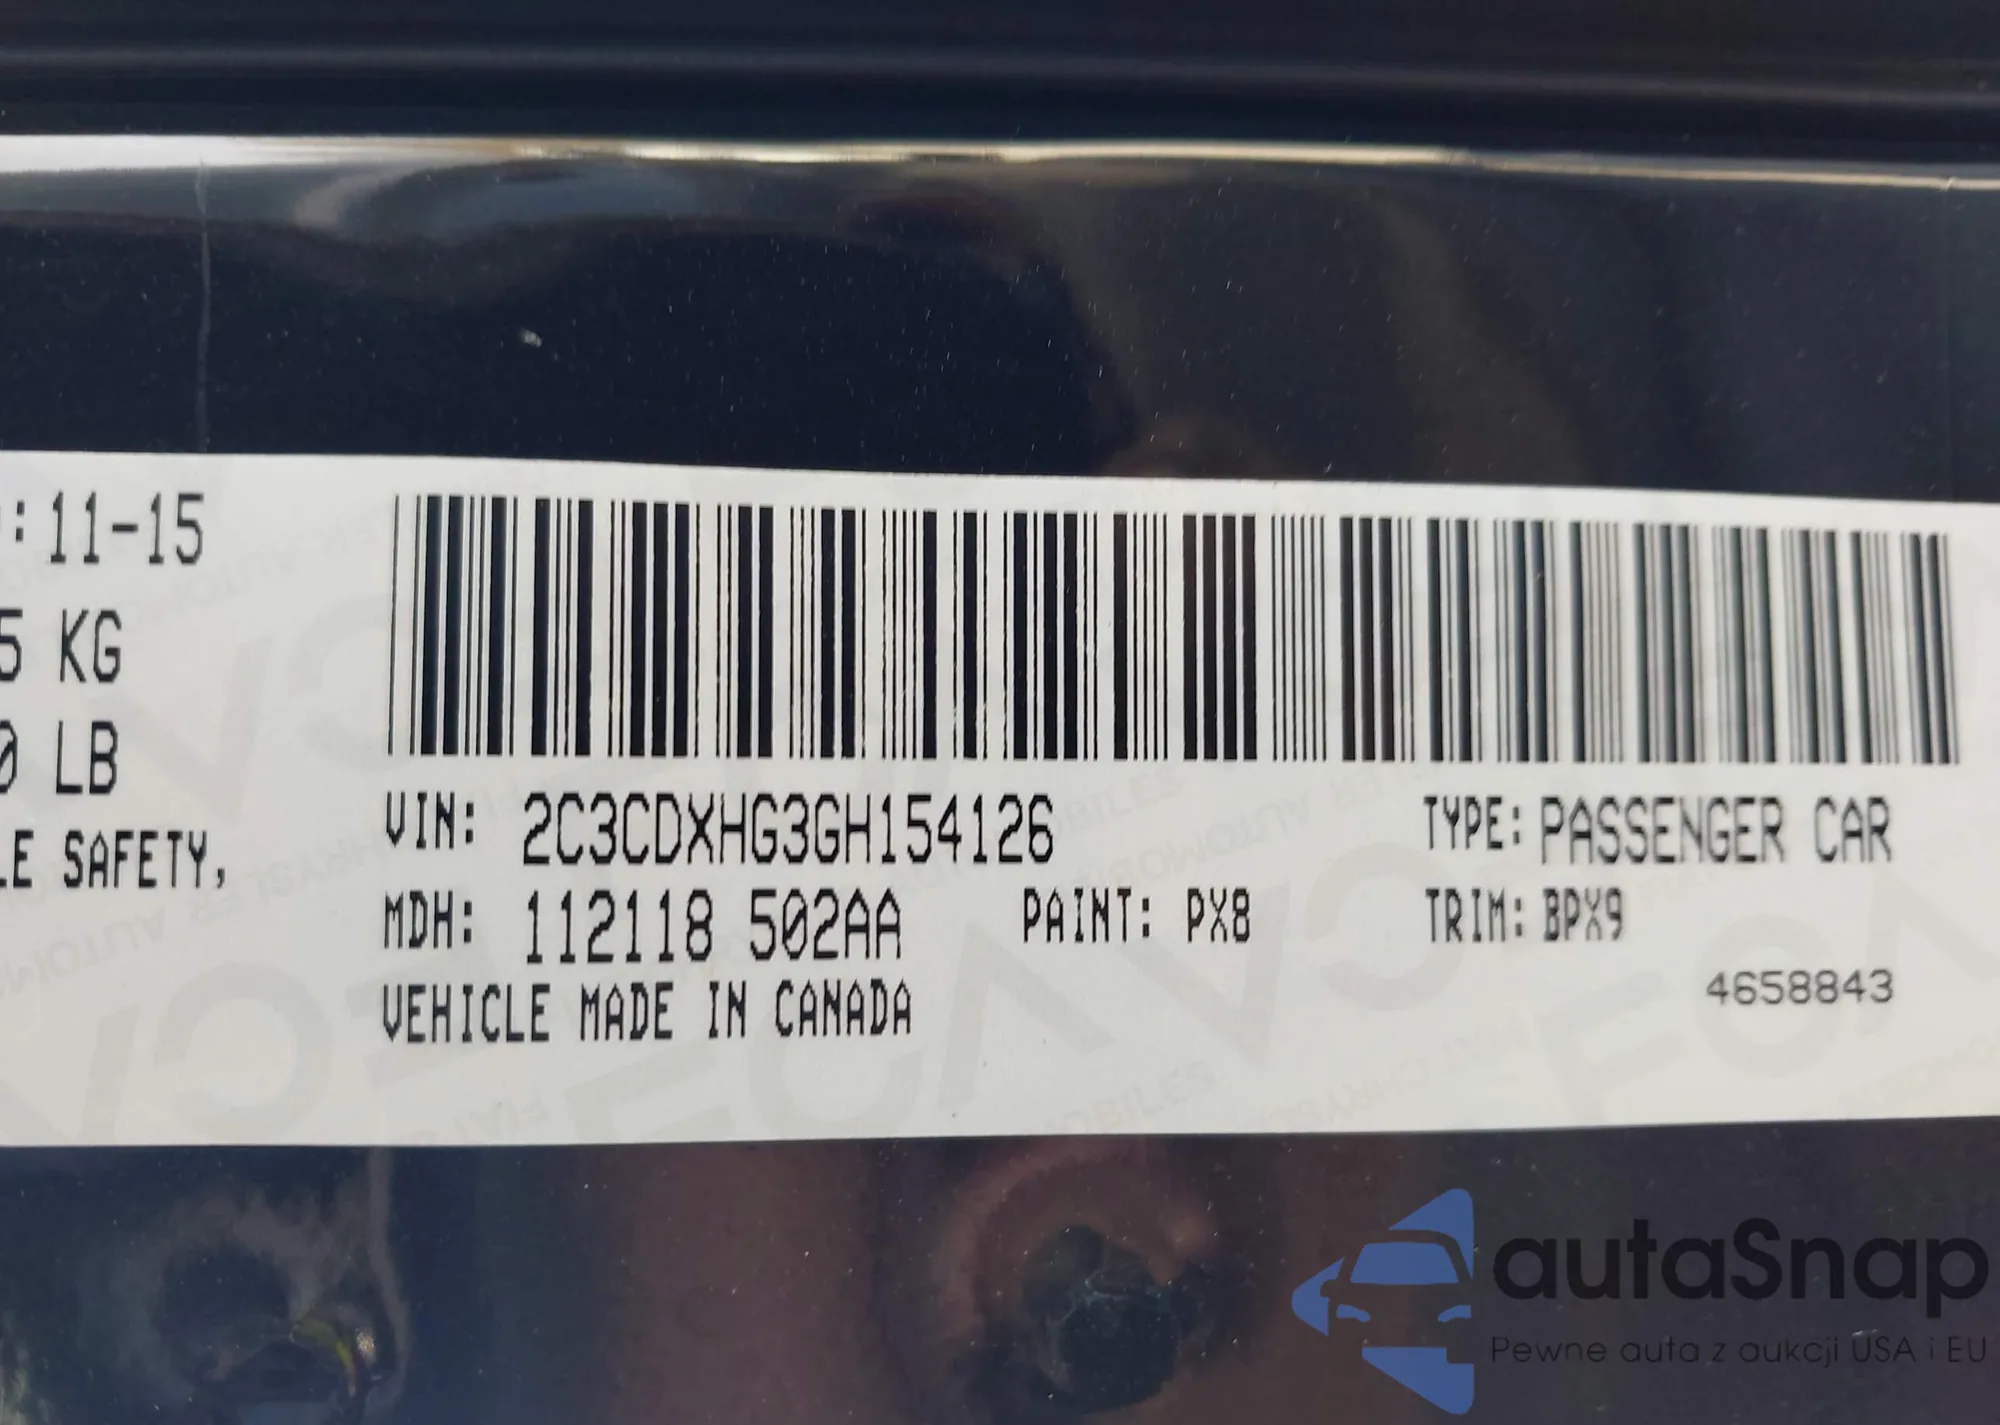 : 11-15
5 KG
0 LB
LE SAFETY,
VIN: 2C3CDXHG3GH154126
TYPE: PASSENGER CAR
MDH: 112118 502AA
PAINT: PX8
TRIM: BPX9
VEHICLE MADE IN CANADA
4658843
autaSnap
Pewne auta z aukcji USA i EU